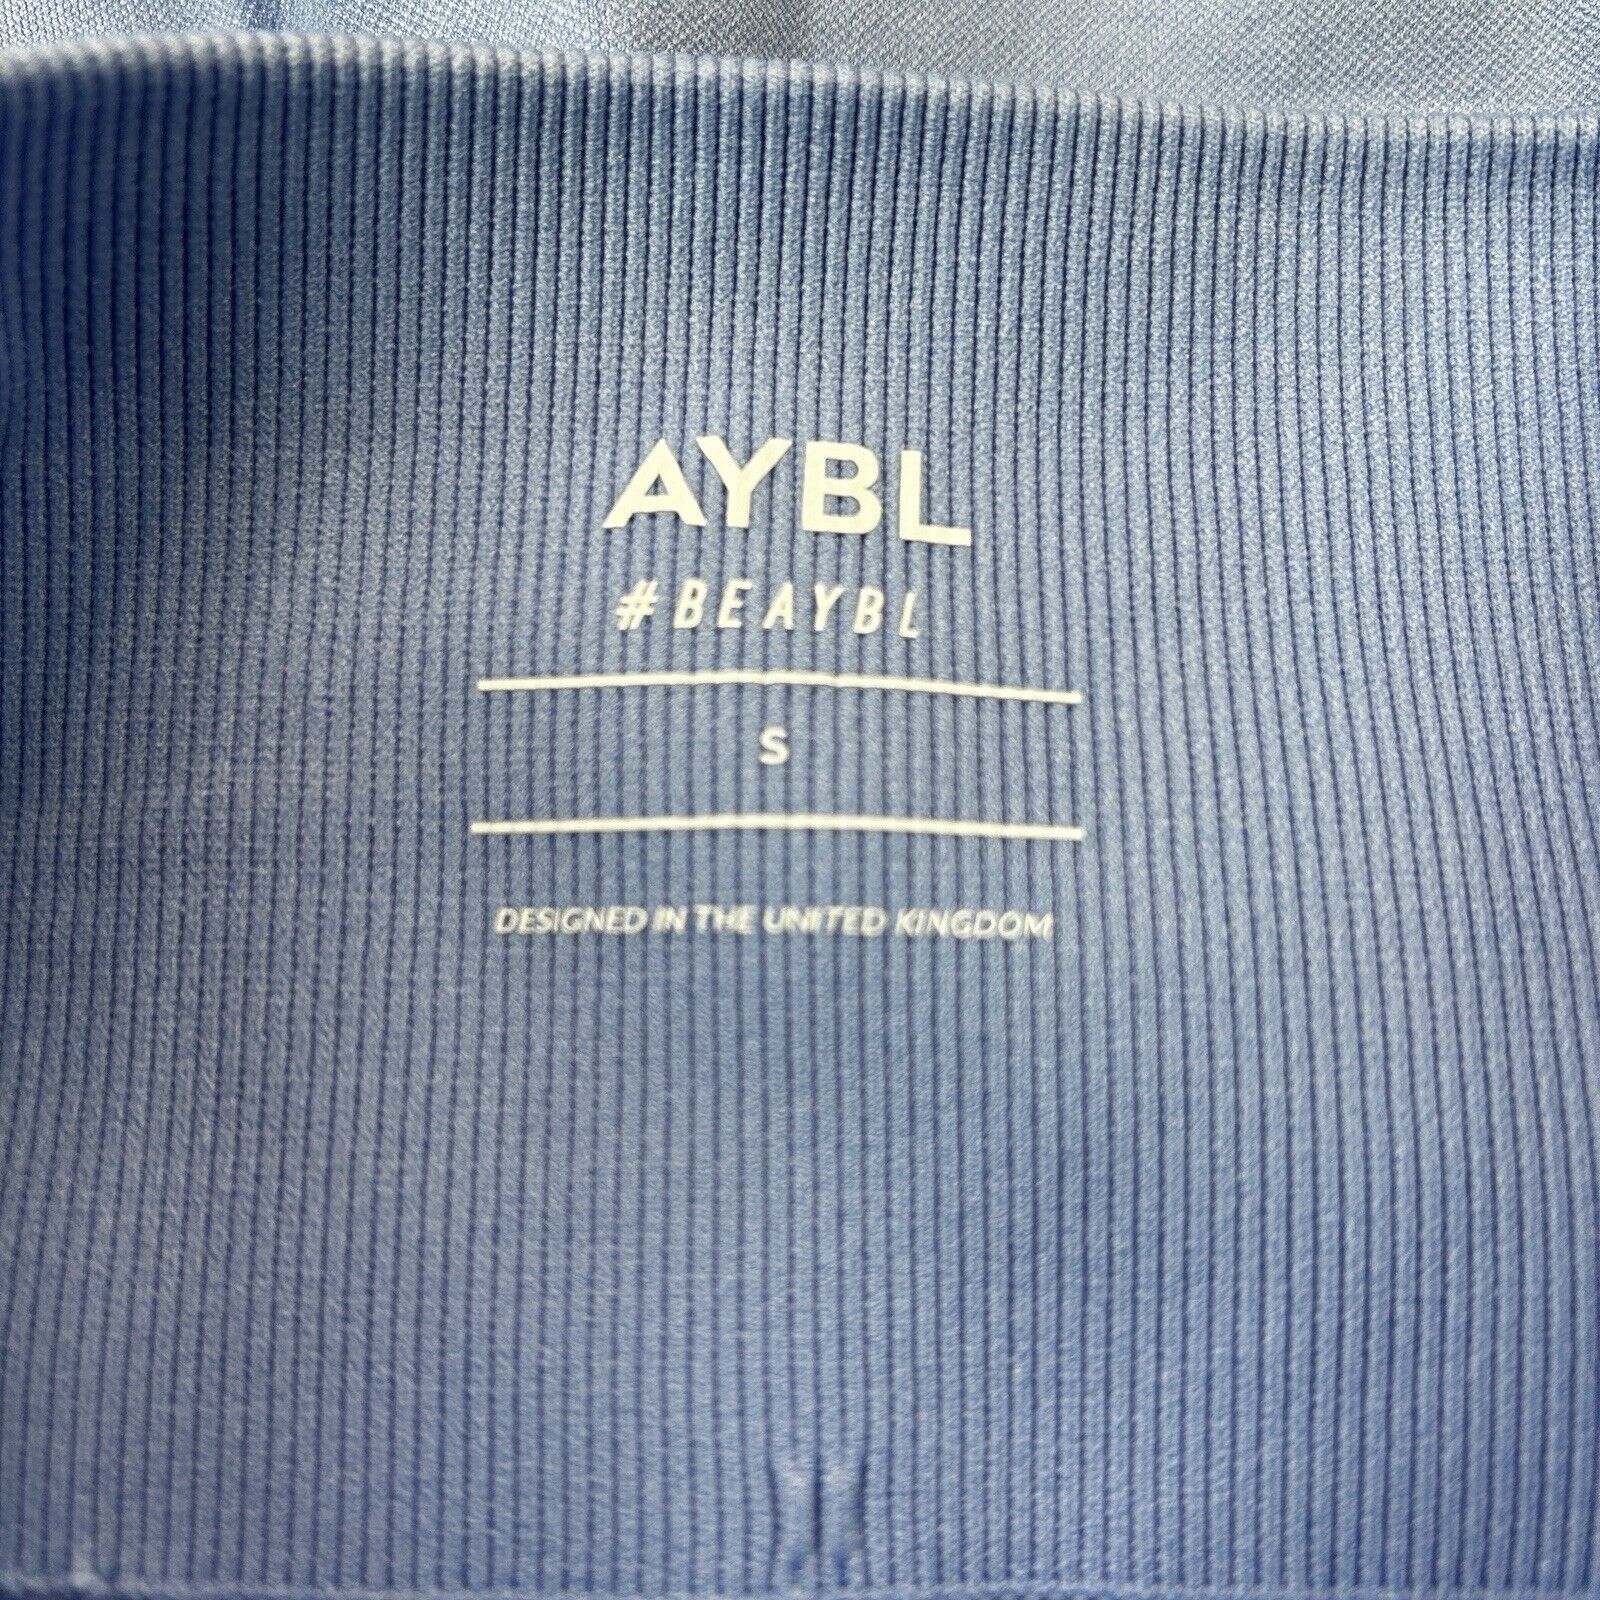 AYBL
#BEAYBL
S
DESIGNED IN THE UNITED KINGDOM